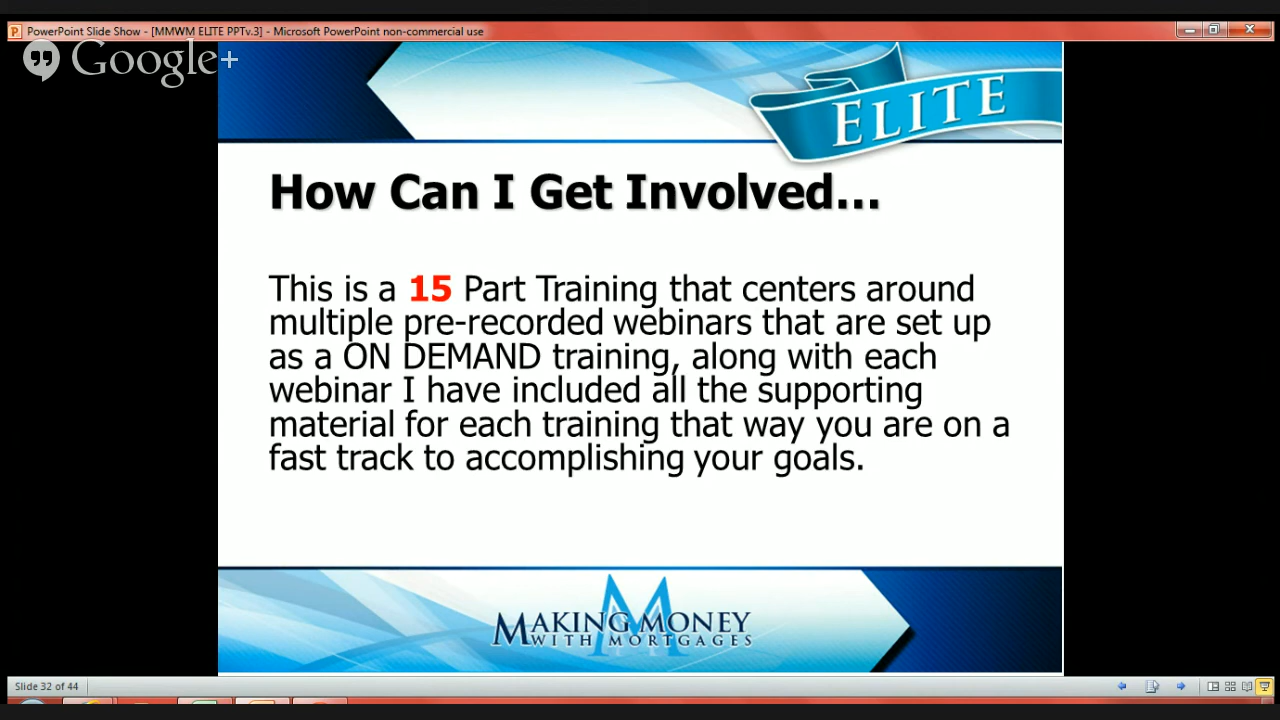 PowerPoint Slide Show - [MMWM ELITE PPTv.3] - Microsoft PowerPoint non-commercial use
Google+
ELITE
How Can I Get Involved...
This is a 15 Part Training that centers around
multiple pre-recorded webinars that are set up
as a ON DEMAND training, along with each
webinar I have included all the supporting
material for each training that way you are on a
fast track to accomplishing your goals.
M
MAKING MONEY
WITH MORTGAGES
Slide 32 of 44